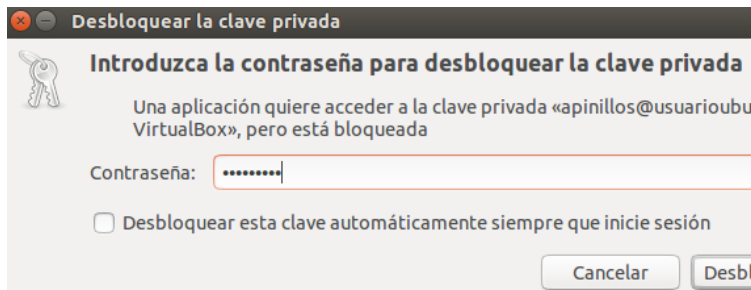 Desbloquear la clave privada
Introduzca la contraseña para desbloquear la clave privada
Una aplicación quiere acceder a la clave privada «apinillos@usuarioubu
VirtualBox», pero está bloqueada
Contraseña: •••••••••
Desbloquear esta clave automáticamente siempre que inicie sesión
Cancelar Desbl